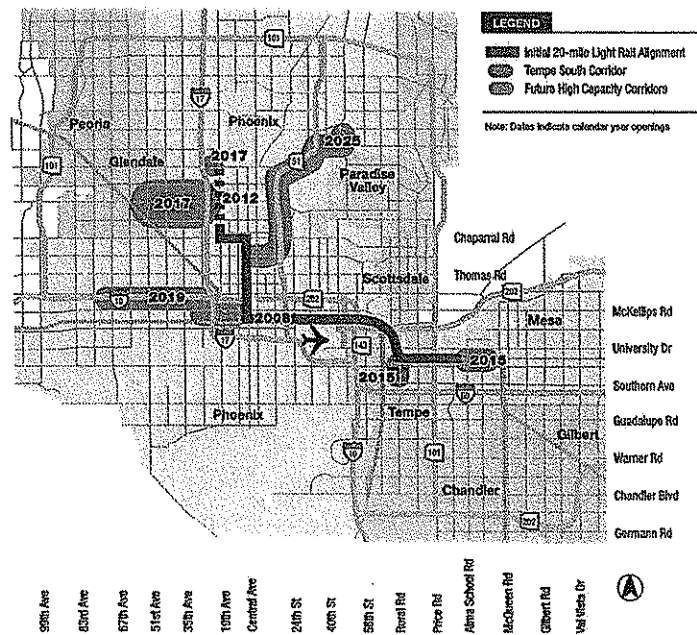 LEGEND
Initial 20-mile Light Rail Alignment
Tempe South Corridor
Future High Capacity Corridors
Note: Dates indicate calendar year openings
101
17
Peoria
Phoenix
2025
51
101
Glendale
2017
Paradise
Valley
2012
2017
Chaparral Rd
Scottsdale
Thomas Rd
202
10
2019
202
McKellips Rd
Mesa
2008
17
143
University Dr
2015
2015
60
Southern Ave
Phoenix
Tempe
Guadalupe Rd
Gilbert
10
101
Warner Rd
Chandler
Chandler Blvd
202
Germann Rd
99th Ave
83rd Ave
67th Ave
51st Ave
35th Ave
19th Ave
Central Ave
24th St
40th St
56th St
Rural Rd
Price Rd
Alma School Rd
McQueen Rd
Gilbert Rd
Val Vista Dr